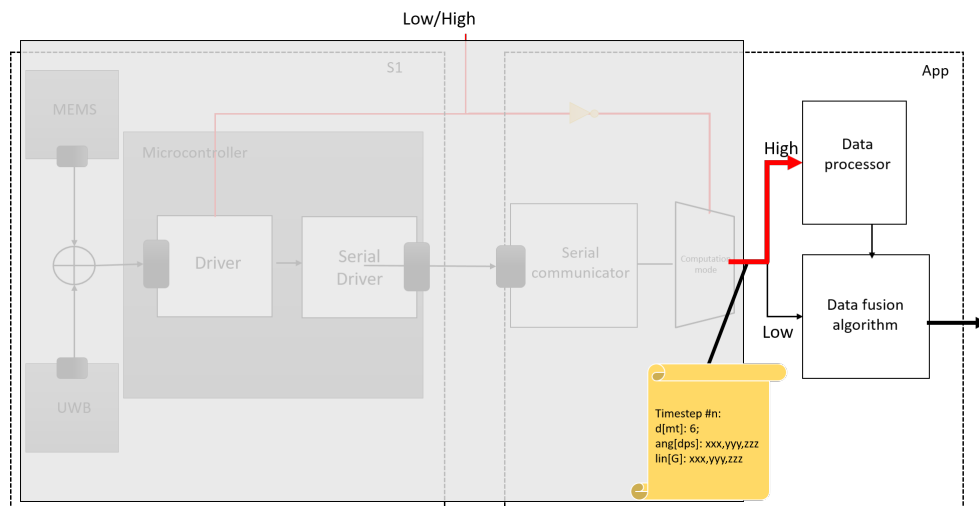 Low/High
S1
App
MEMS
Microcontroller
High
Data
processor
Driver
Serial
Driver
Serial
communicator
Computation
mode
Low
Data fusion
algorithm
UWB
Timestep #n:
d[mt]: 6;
ang[dps]: xxx,yyy,zzz
lin[G]: xxx,yyy,zzz